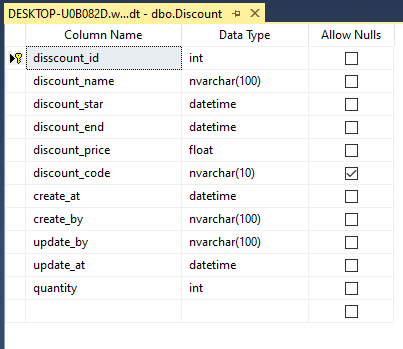 DESKTOP-U0B082D.w...dt - dbo.Discount
Column Name Data Type Allow Nulls
disscount_id int
discount_name nvarchar(100)
discount_star datetime
discount_end datetime
discount_price float
discount_code nvarchar(10)
create_at datetime
create_by nvarchar(100)
update_by nvarchar(100)
update_at datetime
quantity int